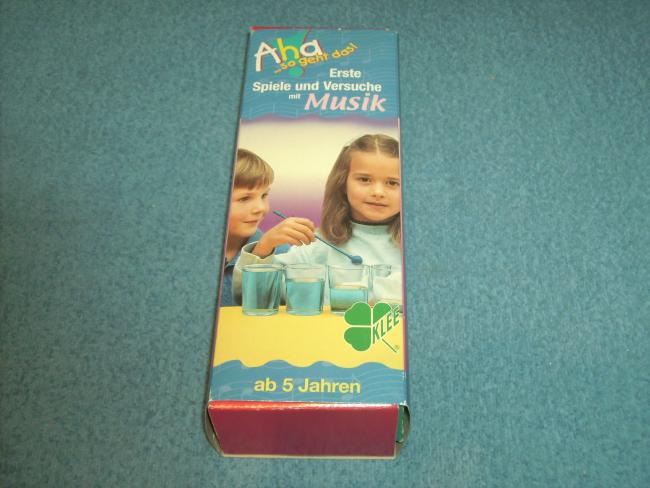 Aha
...so geht das!
Erste
Spiele und Versuche
mit Musik
KLEE
®
ab 5 Jahren